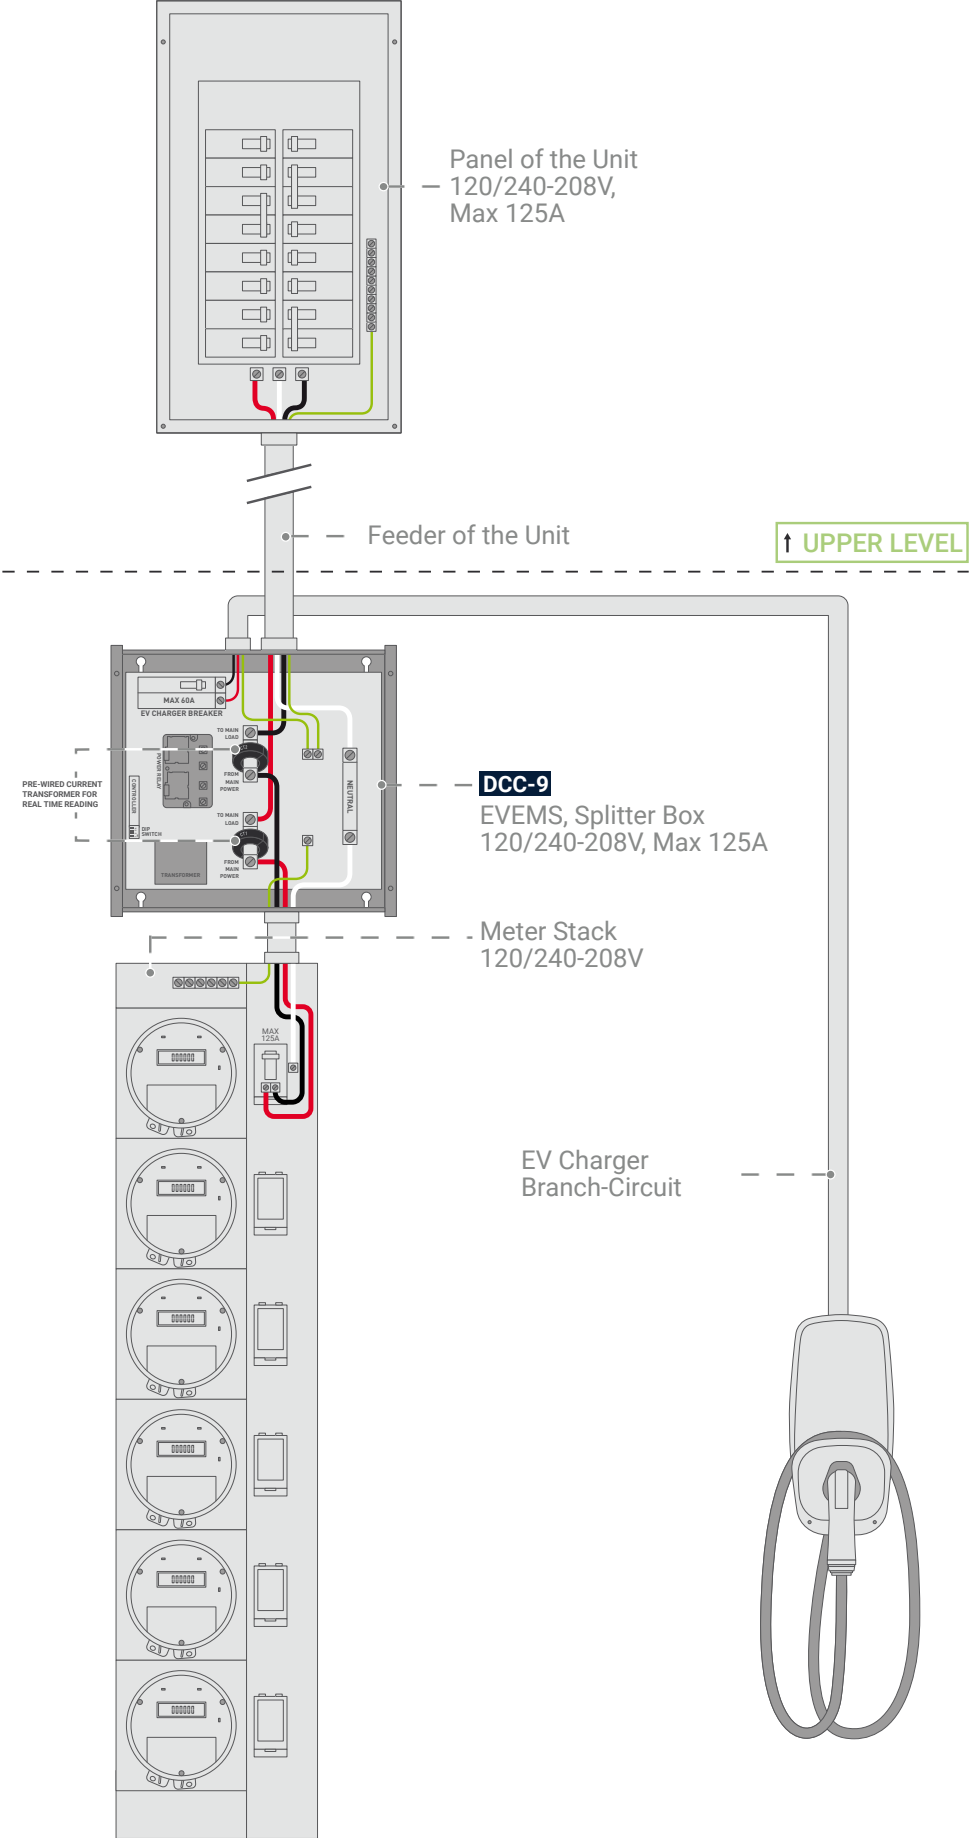 Panel of the Unit
120/240-208V,
Max 125A
Feeder of the Unit
↑ UPPER LEVEL
MAX 60A
EV CHARGER BREAKER
TO MAIN
LOAD
POWER RELAY
FROM
MAIN
POWER
PRE-WIRED CURRENT
TRANSFORMER FOR
REAL TIME READING
CONTROLLER
NEUTRAL
TO MAIN
LOAD
DIP
SWITCH
FROM
MAIN
POWER
TRANSFORMER
DCC-9
EVEMS, Splitter Box
120/240-208V, Max 125A
Meter Stack
120/240-208V
MAX
125A
EV Charger
Branch-Circuit